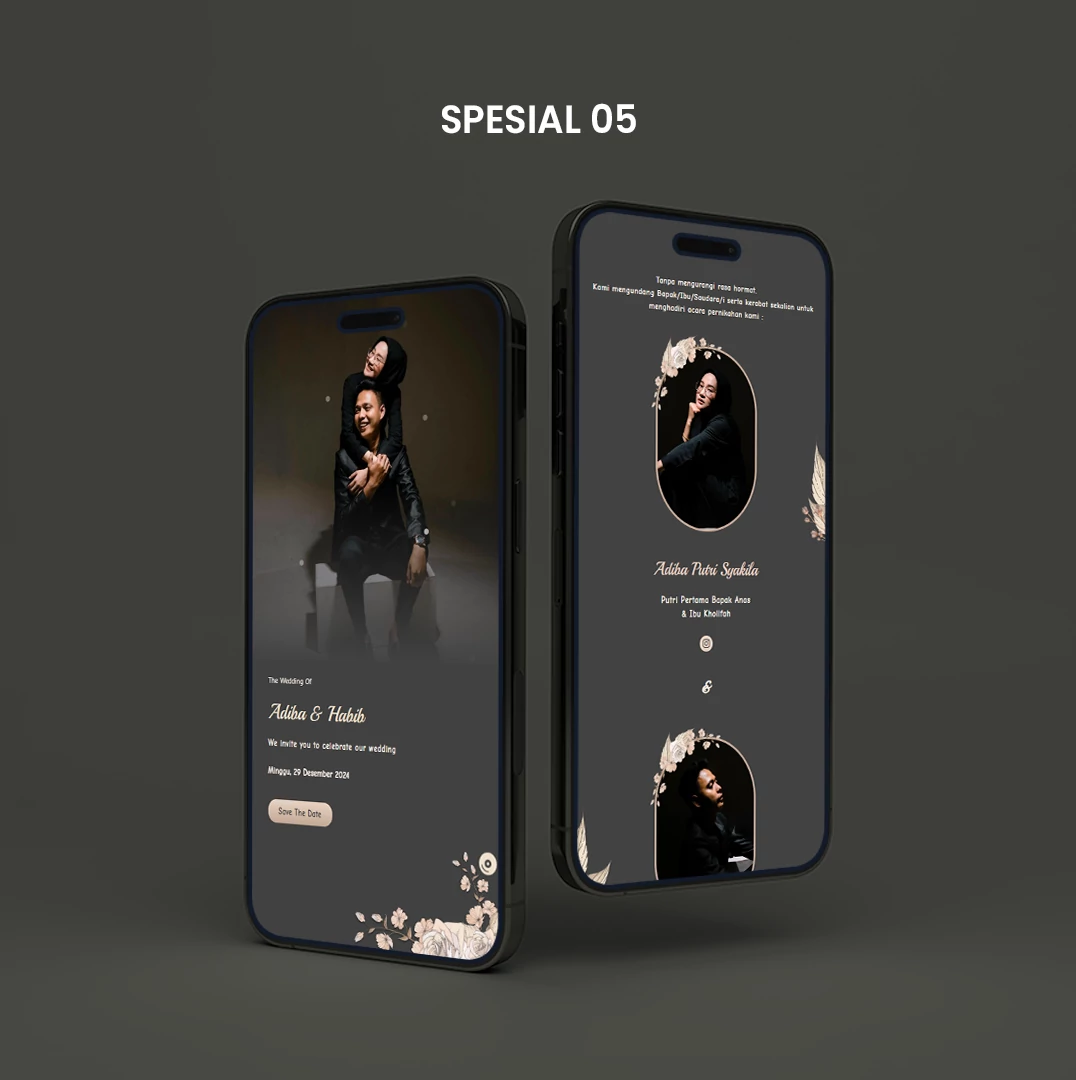 SPESIAL 05
The Wedding Of
Adiba & Habib
We invite you to celebrate our wedding
Minggu, 29 Desember 2024
Save The Date
Tanpa mengurangi rasa hormat.
Kami mengundang Bapak/Ibu/Saudara/i serta kerabat sekalian untuk
menghadiri acara pernikahan kami :
Adiba Putri Syakila
Putri Pertama Bapak Anas
& Ibu Kholifah
&